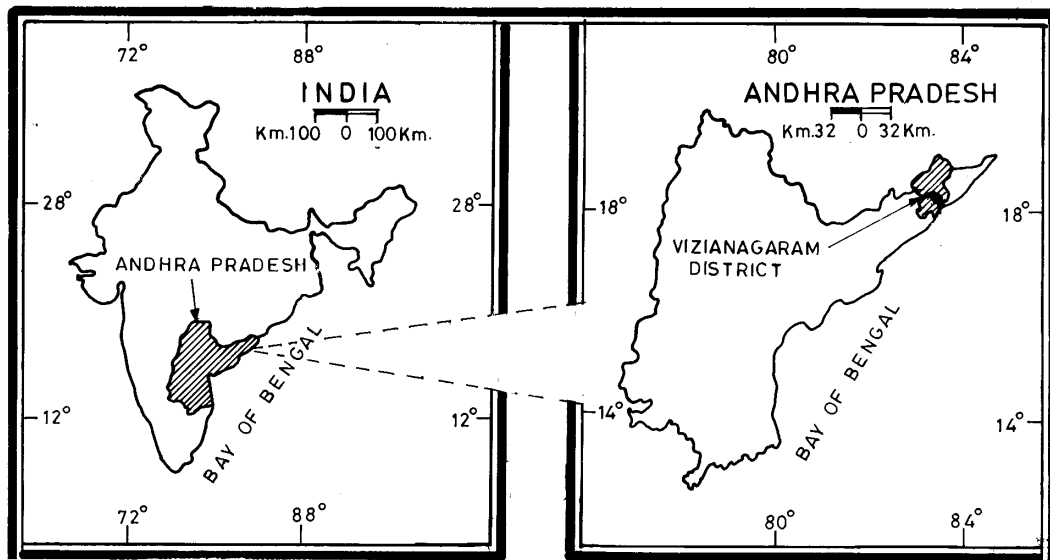 72°
88°
INDIA
Km.100 0 100Km.
28°
28°
ANDHRA PRADESH
BAY OF BENGAL
12°
12°
72°
88°
80°
84°
ANDHRA PRADESH
Km.32 0 32Km.
18°
18°
VIZIANAGARAM
DISTRICT
BAY OF BENGAL
14°
14°
80°
84°